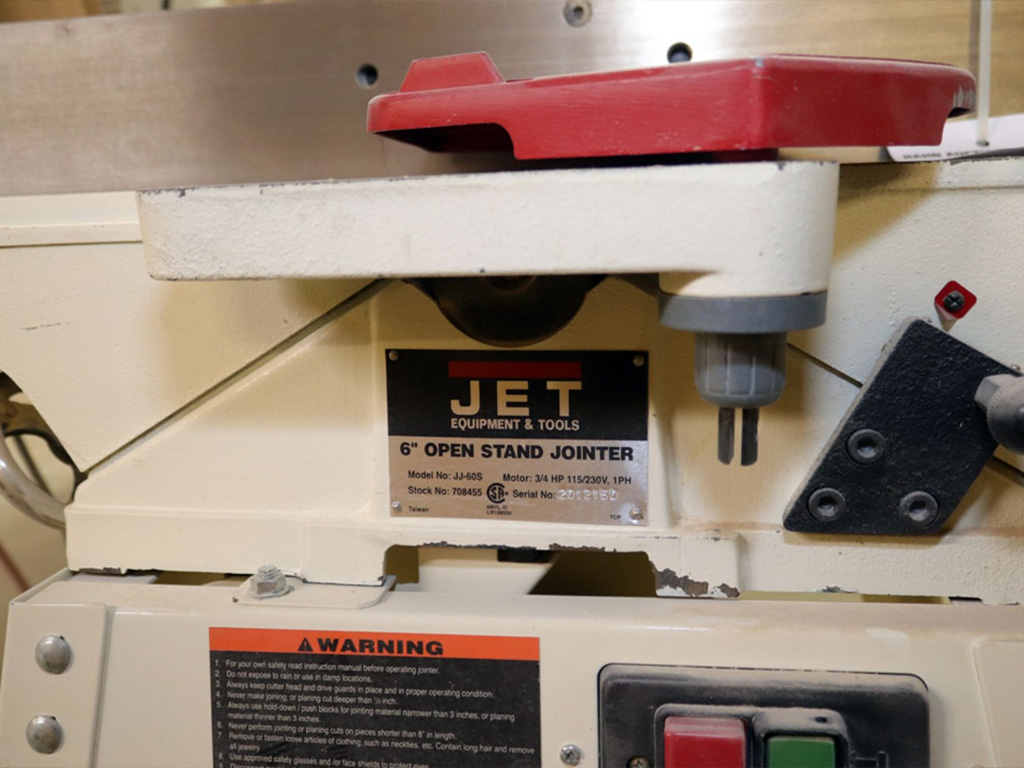 JET
EQUIPMENT & TOOLS
6" OPEN STAND JOINTER
Model No: JJ-60S Motor: 3/4 HP 115/230V, 1PH
Stock No: 708455 SA Serial No: 2012150
NRTL/C
Taiwan TCP
WARNING
1. For your own safety read instruction manual before operating jointer.
2. Do not expose to rain or use in damp locations.
3. Always keep cutter head and drive guards in place and in proper operating condition.
4. Never make joining, or planing cut deeper than 1/8 inch.
5. Always use hold-down / push blocks for jointing material narrower than 3 inches, or planing
material thinner than 3 inches.
6. Never perform jointing or planing cuts on pieces shorter than 8" in length.
7. Remove or fasten loose articles of clothing, such as neckties, etc. Contain long hair and remove
all jewelry.
8. Use approved safety glasses and /or face shields to protect eyes.